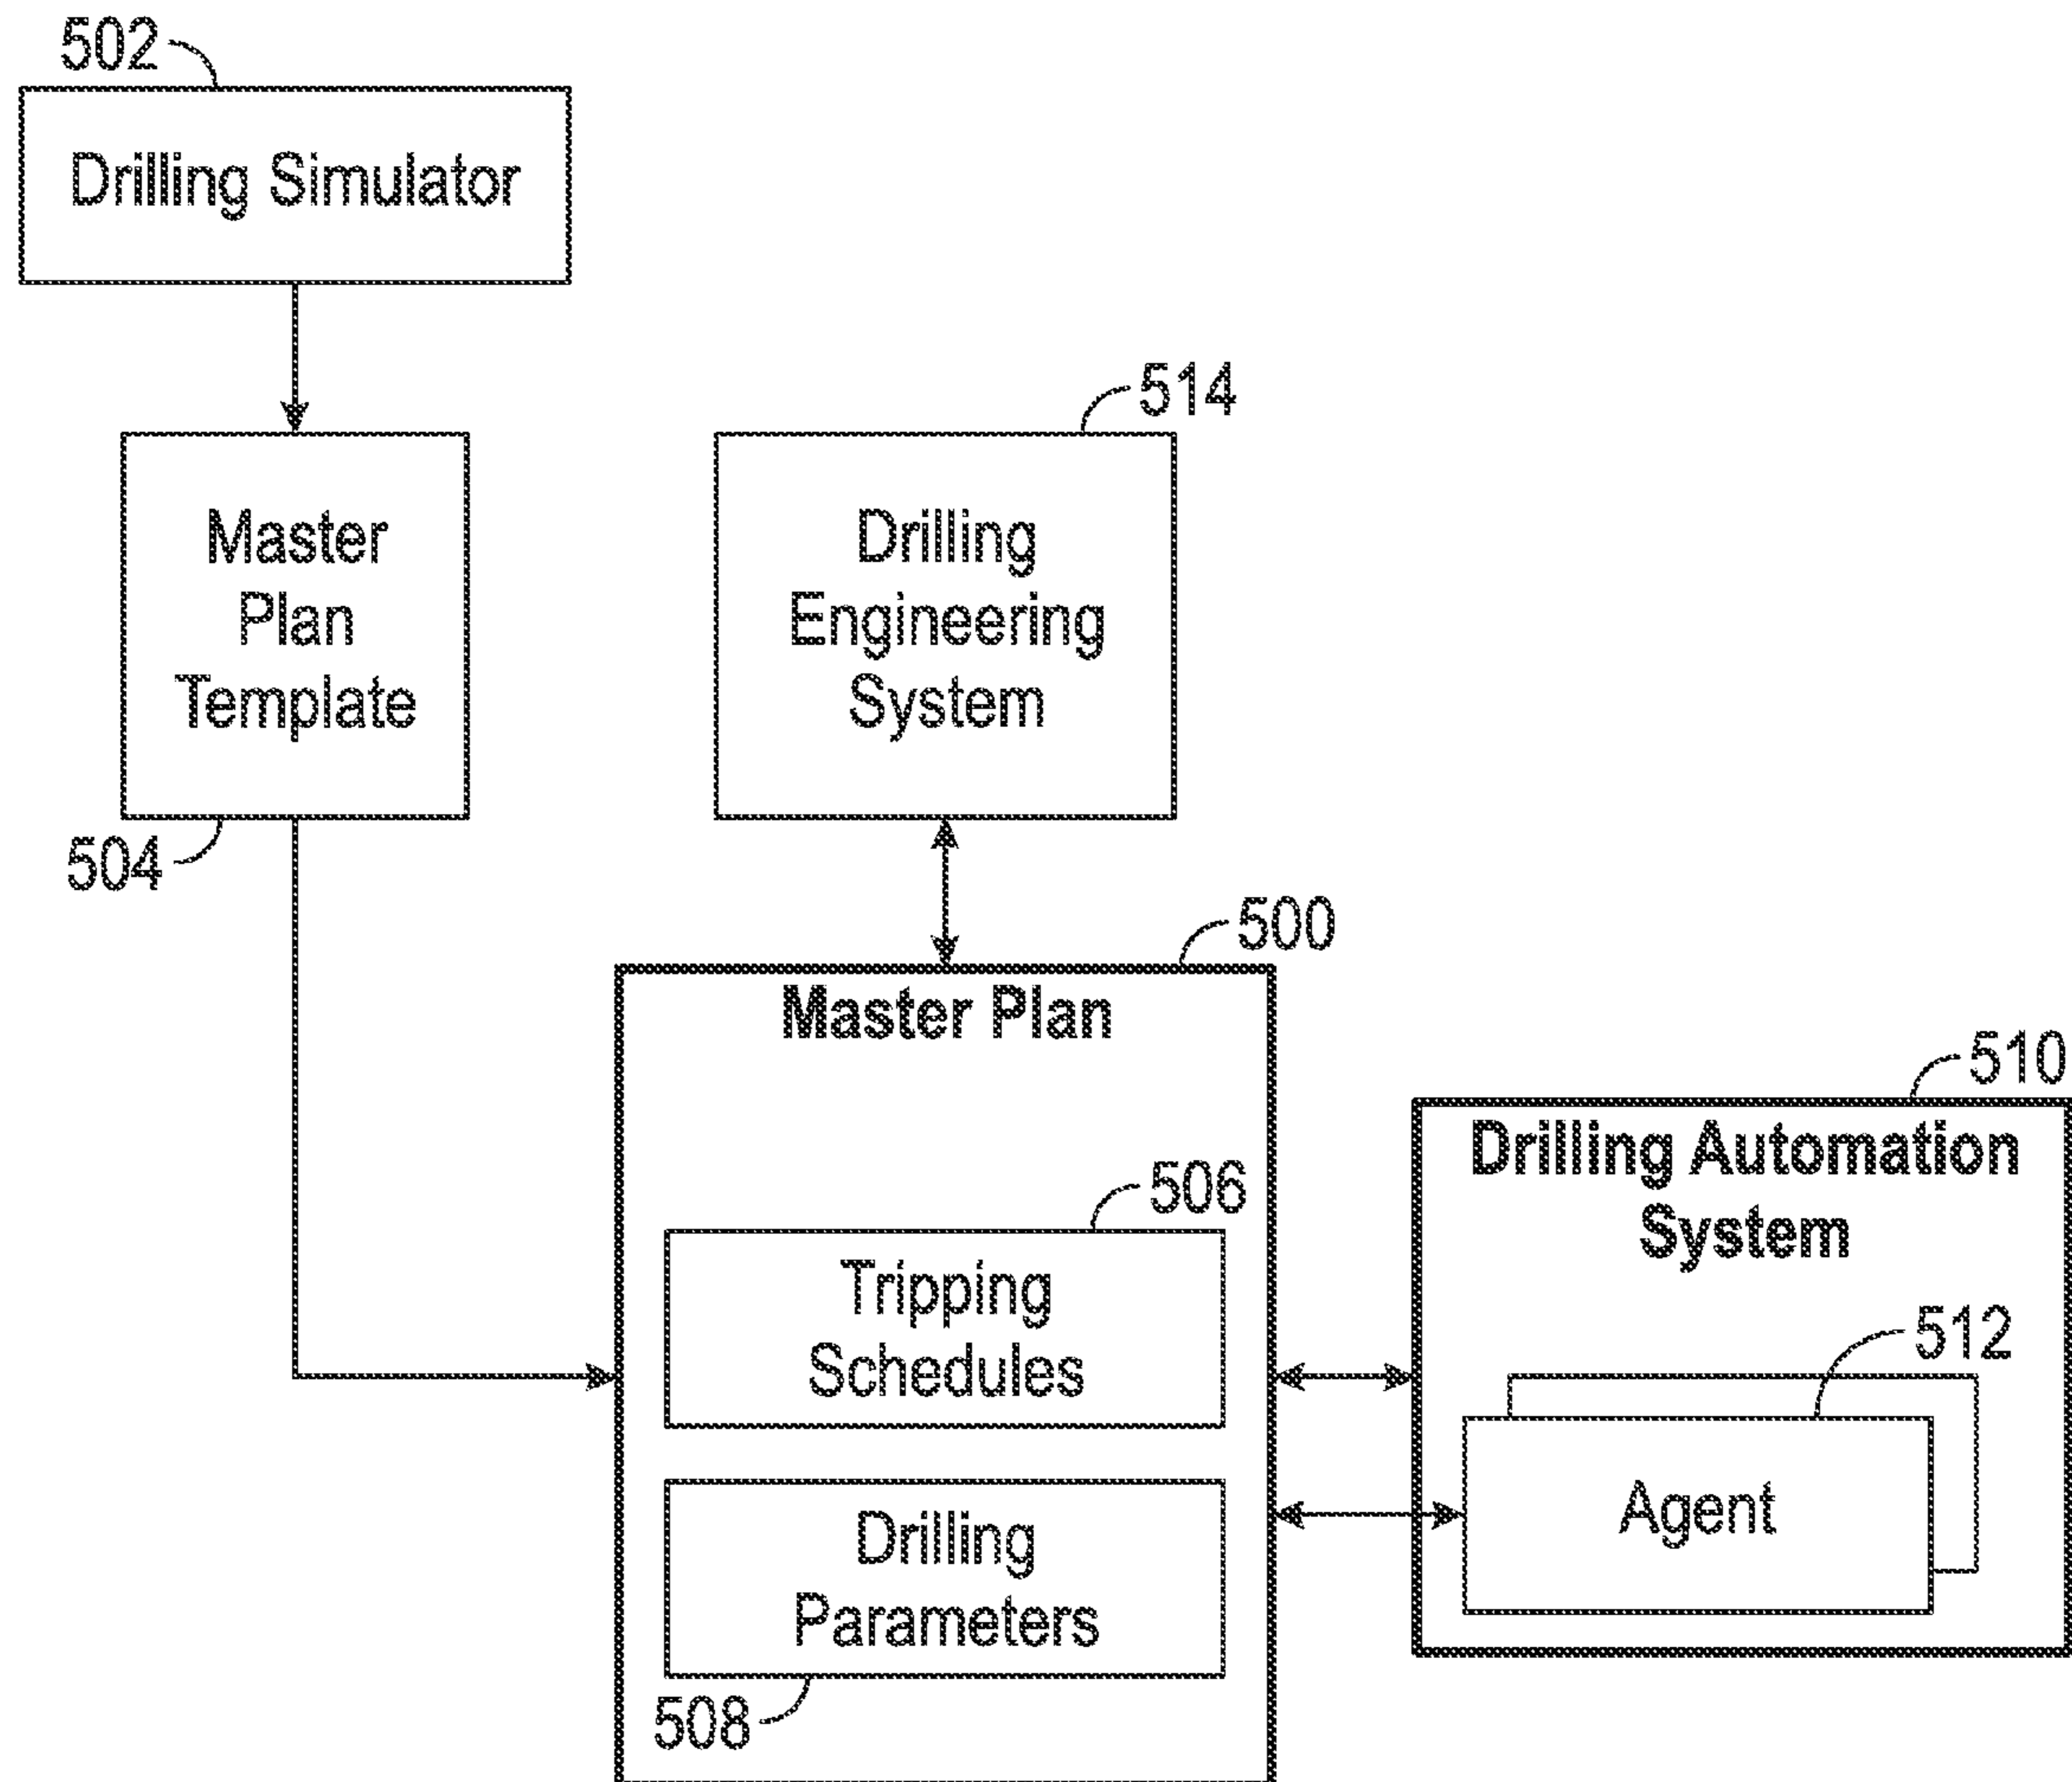 502
Drilling Simulator
514
Master
Plan
Template
504
Drilling
Engineering
System
500
Master Plan
506
Tripping
Schedules
Drilling
Parameters
508
510
Drilling Automation
System
512
Agent